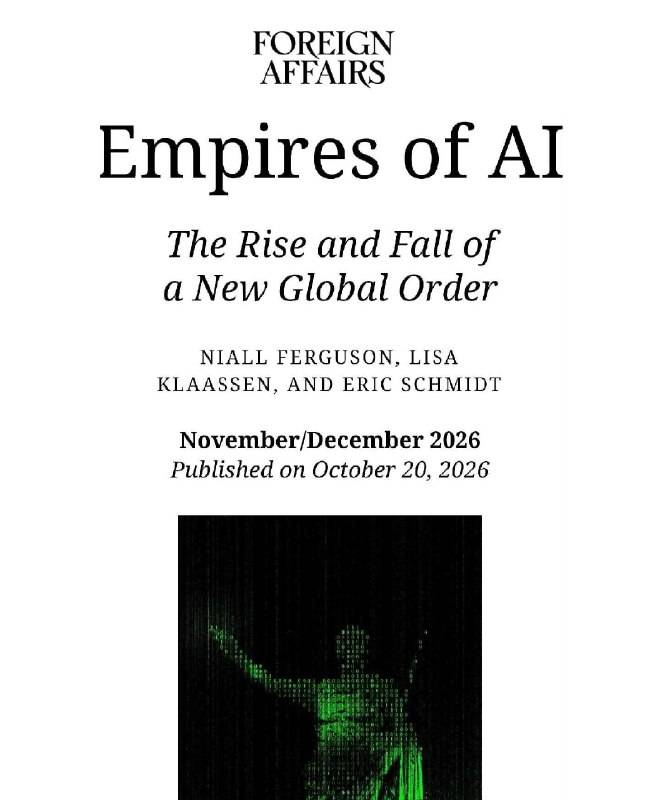 FOREIGN
AFFAIRS
Empires of AI
The Rise and Fall of
a New Global Order
NIALL FERGUSON, LISA
KLAASSEN, AND ERIC SCHMIDT
November/December 2026
Published on October 20, 2026